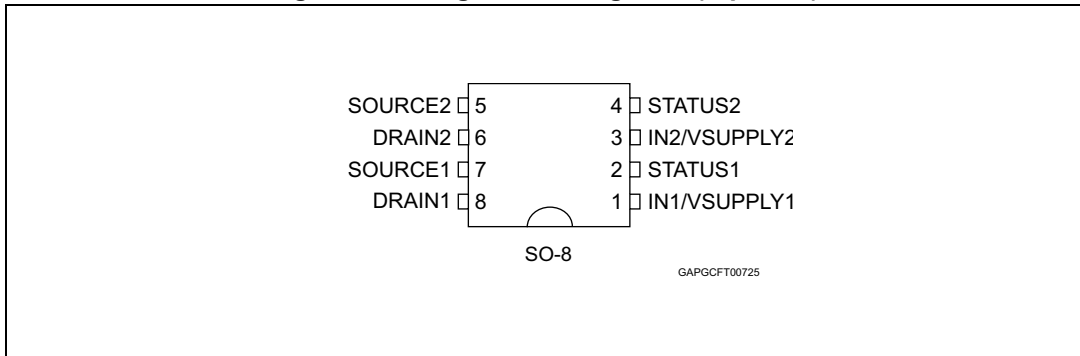 SOURCE2 5 4 STATUS2
DRAIN2 6 3 IN2/VSUPPLY2
SOURCE1 7 2 STATUS1
DRAIN1 8 1 IN1/VSUPPLY1
SO-8
GAPGCFT00725